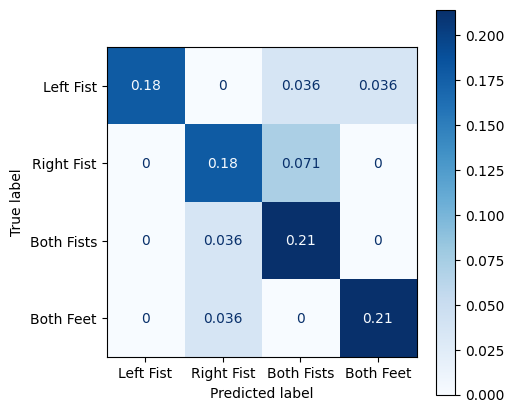 Left Fist 0.18 0 0.036 0.036
Right Fist 0 0.18 0.071 0
Both Fists 0 0.036 0.21 0
Both Feet 0 0.036 0 0.21
Left Fist Right Fist Both Fists Both Feet
Predicted label
True label
0.200
0.175
0.150
0.125
0.100
0.075
0.050
0.025
0.000